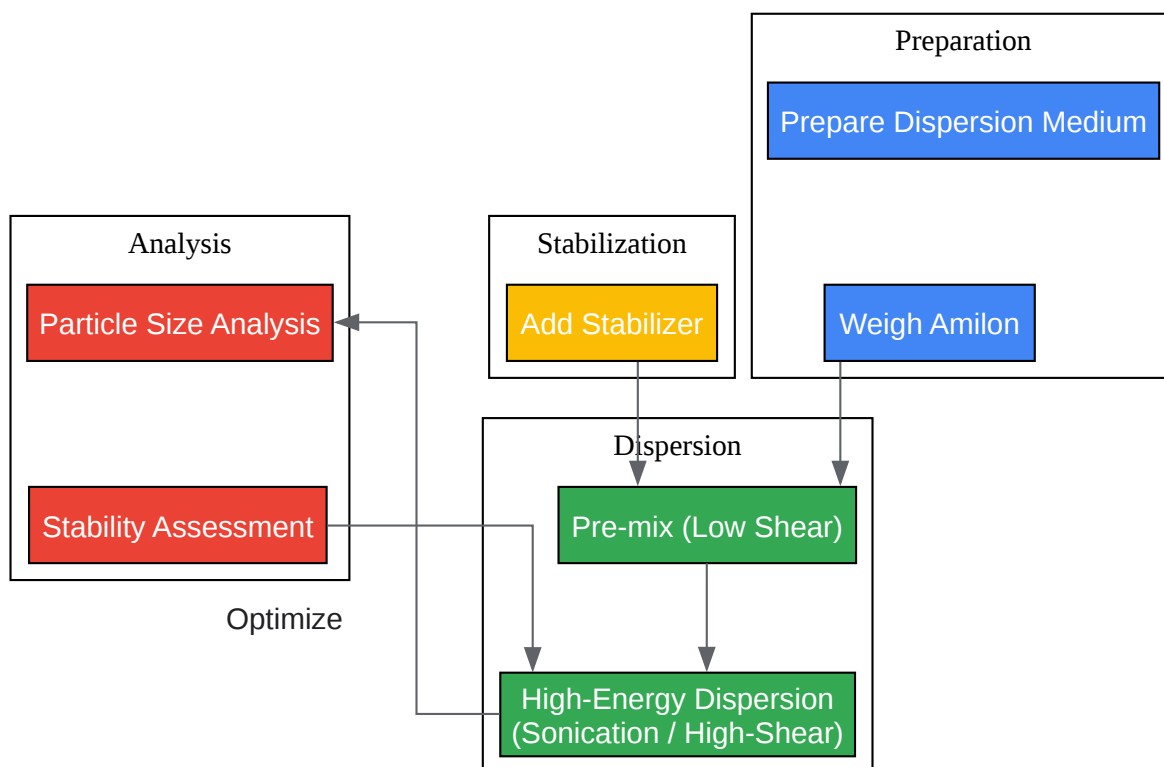 Preparation
Prepare Dispersion Medium
Weigh Amilon
Stabilization
Add Stabilizer
Analysis
Particle Size Analysis
Stability Assessment
Dispersion
Pre-mix (Low Shear)
High-Energy Dispersion
(Sonication / High-Shear)
Optimize